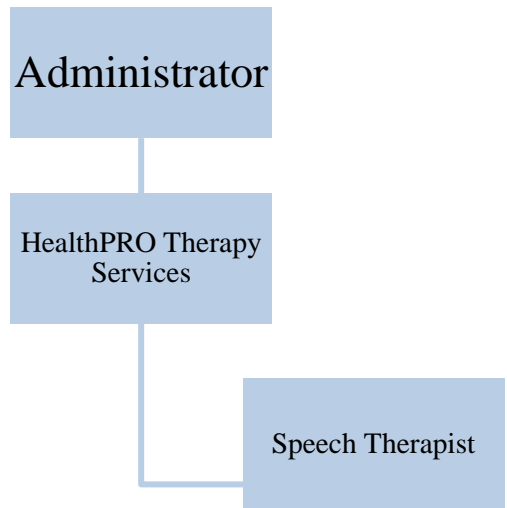 Administrator
HealthPRO Therapy
Services
Speech Therapist